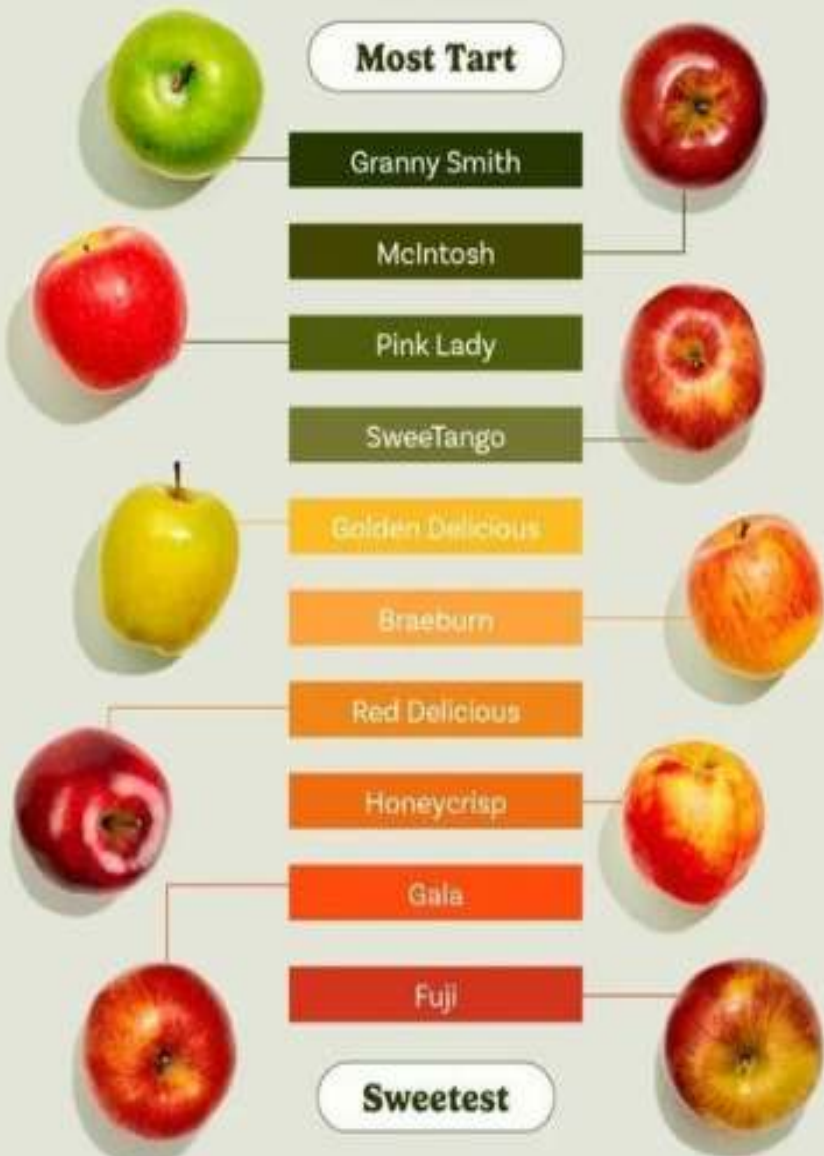 Most Tart
Granny Smith
McIntosh
Pink Lady
SweeTango
Golden Delicious
Braeburn
Red Delicious
Honeycrisp
Gala
Fuji
Sweetest